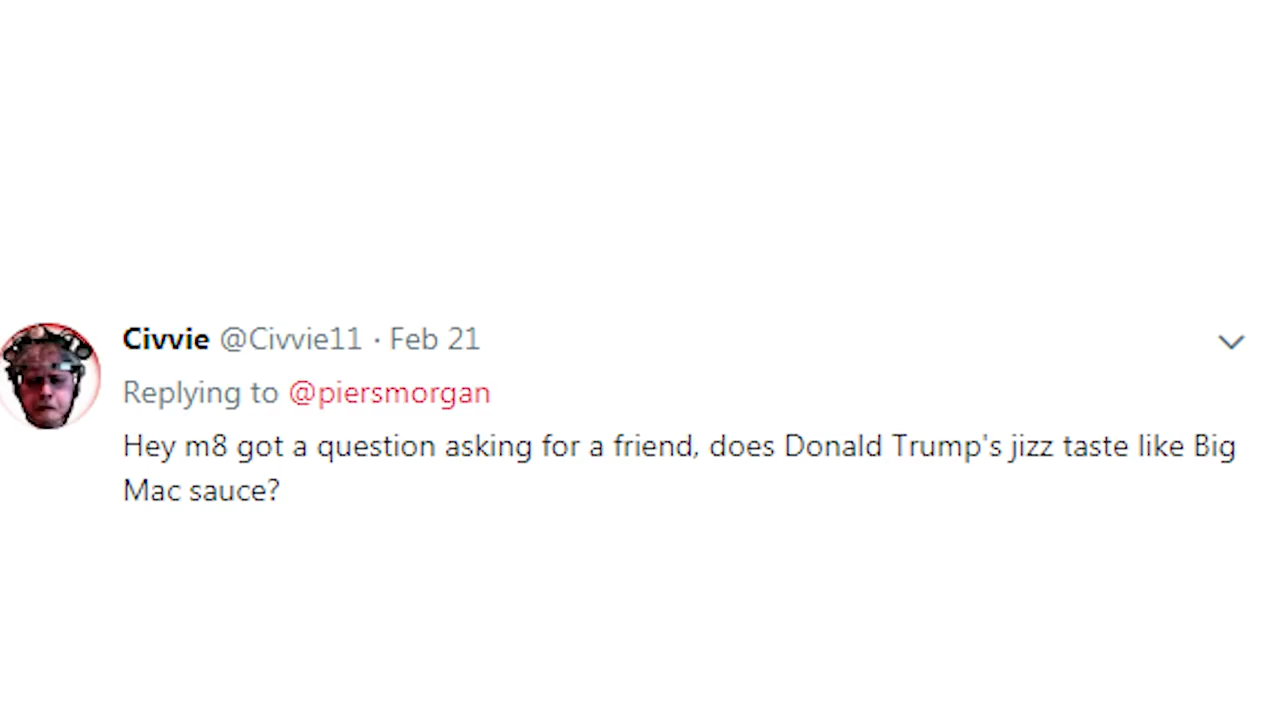 Civvie @Civvie11 · Feb 21
Replying to @piersmorgan
Hey m8 got a question asking for a friend, does Donald Trump's jizz taste like Big
Mac sauce?